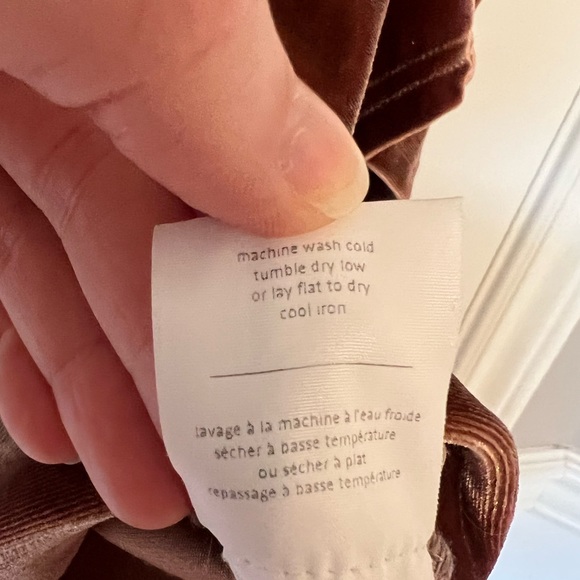 machine wash cold
tumble dry low
or lay flat to dry
cool iron
lavage à la machine à l'eau froide
sécher à basse température
ou sécher à plat
repassage à basse température